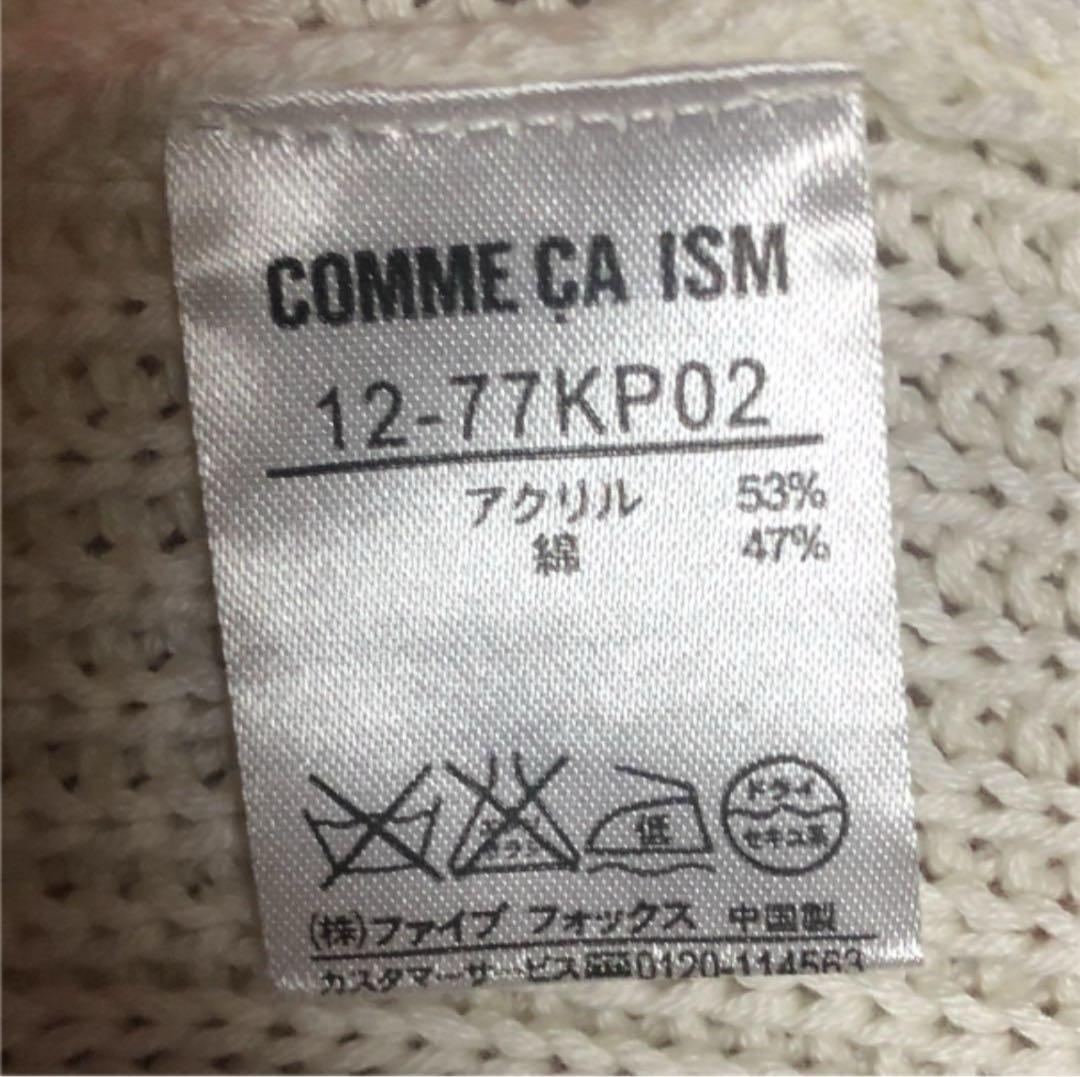 COMME ÇA ISM
12-77KP02
アクリル 53%
綿 47%
低 ドライ
セキユ系
(株)ファイブ フォックス 中国製
カスタマーサービス 0120-114563